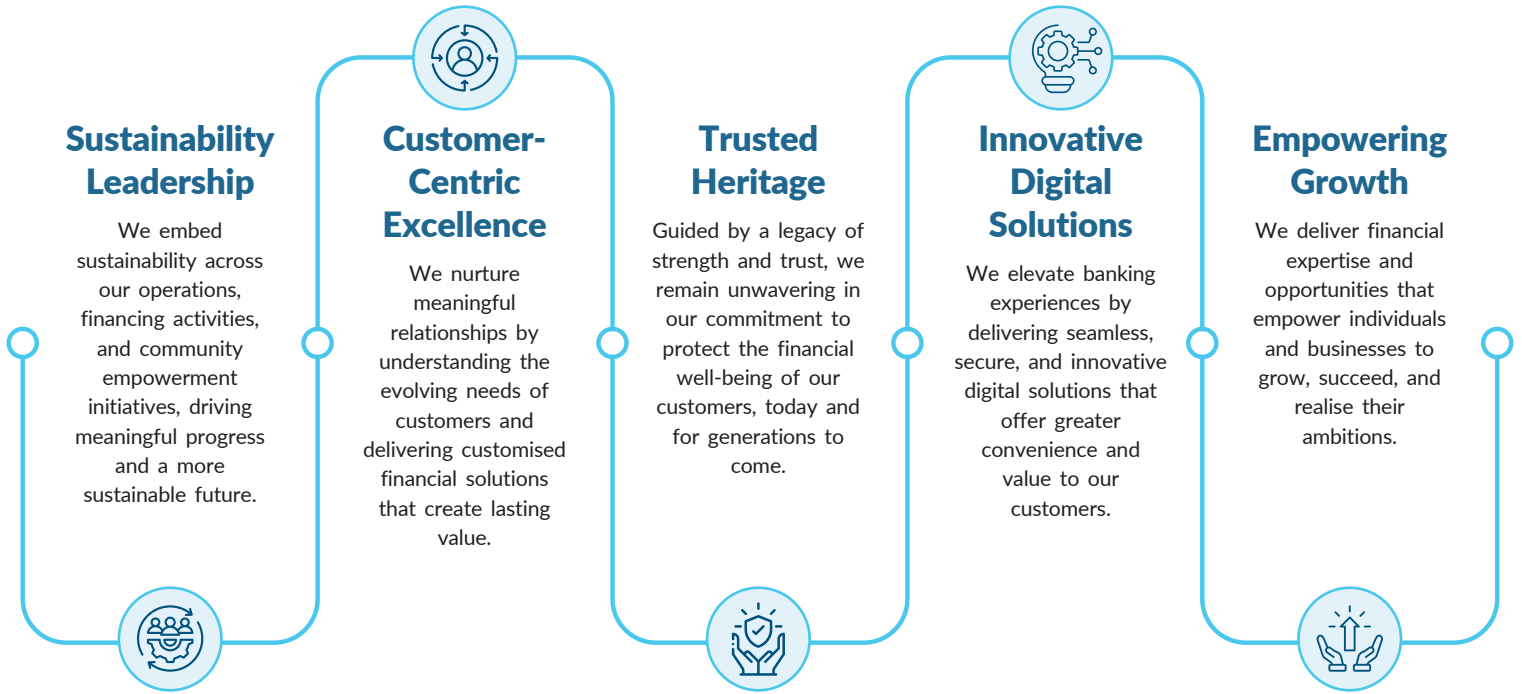 Sustainability
Leadership
We embed
sustainability across
our operations,
financing activities,
and community
empowerment
initiatives, driving
meaningful progress
and a more
sustainable future.
Customer-
Centric
Excellence
We nurture
meaningful
relationships by
understanding the
evolving needs of
customers and
delivering customised
financial solutions
that create lasting
value.
Trusted
Heritage
Guided by a legacy of
strength and trust, we
remain unwavering in
our commitment to
protect the financial
well-being of our
customers, today and
for generations to
come.
Innovative
Digital
Solutions
We elevate banking
experiences by
delivering seamless,
secure, and innovative
digital solutions that
offer greater
convenience and
value to our
customers.
Empowering
Growth
We deliver financial
expertise and
opportunities that
empower individuals
and businesses to
grow, succeed, and
realise their
ambitions.